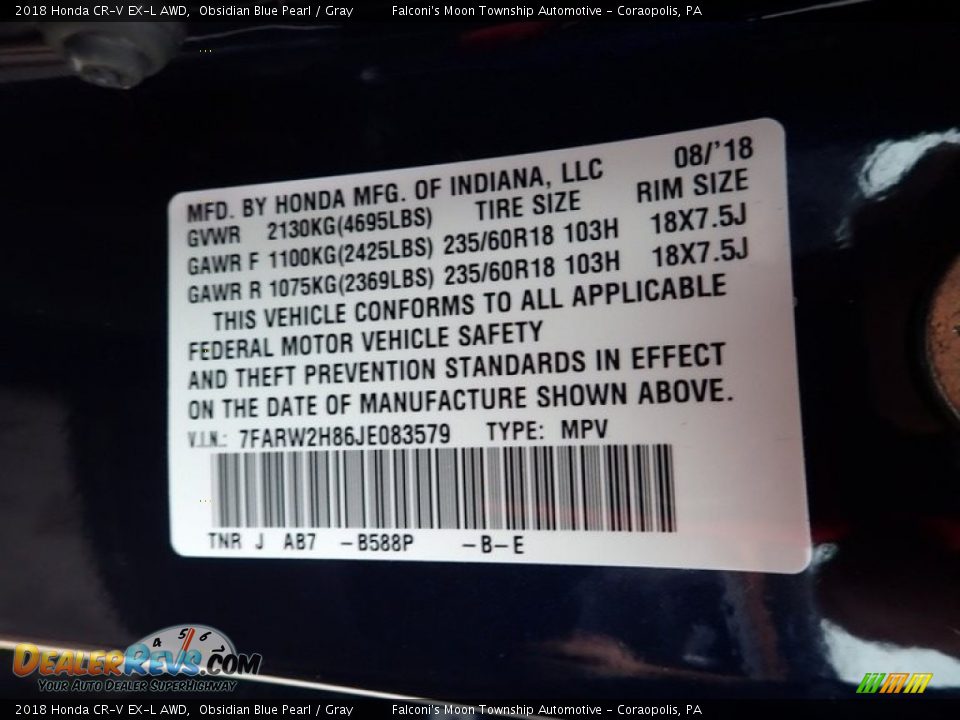 2018 Honda CR-V EX-L AWD, Obsidian Blue Pearl / Gray Falconi's Moon Township Automotive - Coraopolis, PA
MFD. BY HONDA MFG. OF INDIANA, LLC 08/'18
GVWR 2130KG(4695LBS) TIRE SIZE RIM SIZE
GAWR F 1100KG(2425LBS) 235/60R18 103H 18X7.5J
GAWR R 1075KG(2369LBS) 235/60R18 103H 18X7.5J
THIS VEHICLE CONFORMS TO ALL APPLICABLE
FEDERAL MOTOR VEHICLE SAFETY
AND THEFT PREVENTION STANDARDS IN EFFECT
ON THE DATE OF MANUFACTURE SHOWN ABOVE.
V.I.N.: 7FARW2H86JE083579 TYPE: MPV
TNR J AB7 -B588P -B-E
4 5 6
DEALERREVS.COM
YOUR AUTO DEALER SUPERHIGHWAY
2018 Honda CR-V EX-L AWD, Obsidian Blue Pearl / Gray Falconi's Moon Township Automotive - Coraopolis, PA